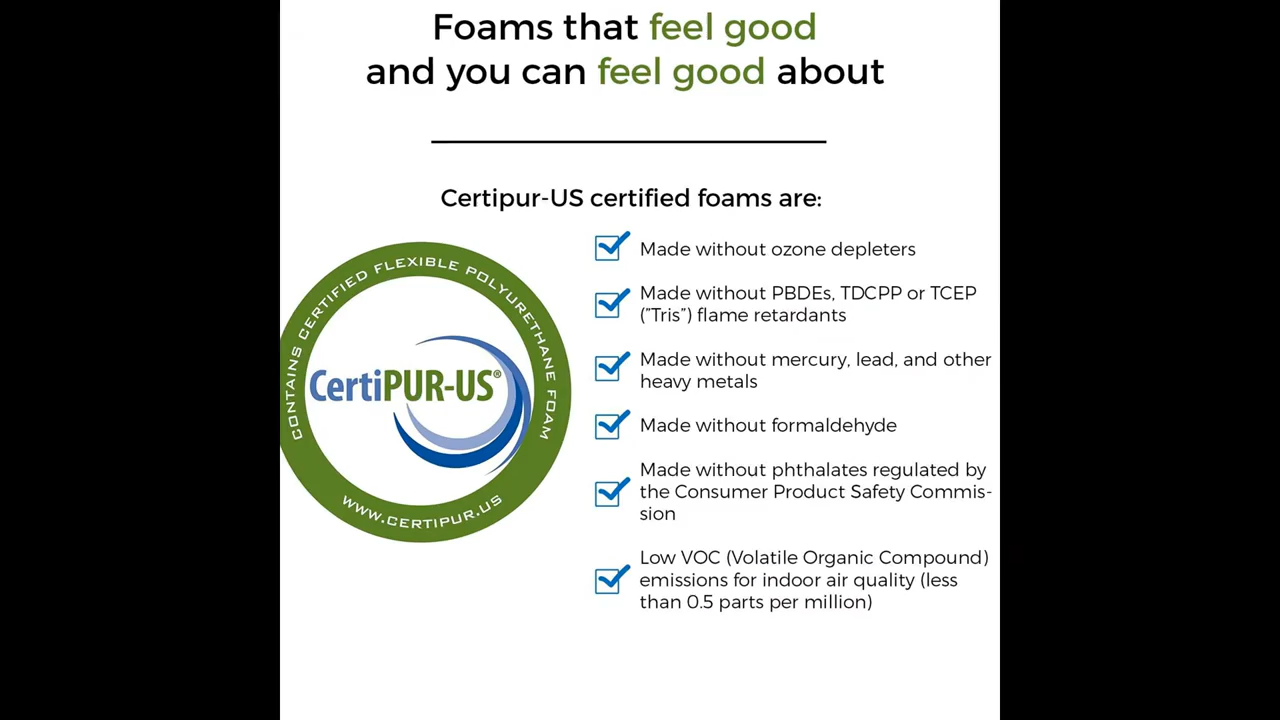 Foams that feel good
and you can feel good about
Certipur-US certified foams are:
CONTAINS CERTIFIED FLEXIBLE POLYURETHANE FOAM
CertiPUR-US®
WWW.CERTIPUR.US
Made without ozone depleters
Made without PBDEs, TDCPP or TCEP
(”Tris”) flame retardants
Made without mercury, lead, and other
heavy metals
Made without formaldehyde
Made without phthalates regulated by
the Consumer Product Safety Commis-
sion
Low VOC (Volatile Organic Compound)
emissions for indoor air quality (less
than 0.5 parts per million)